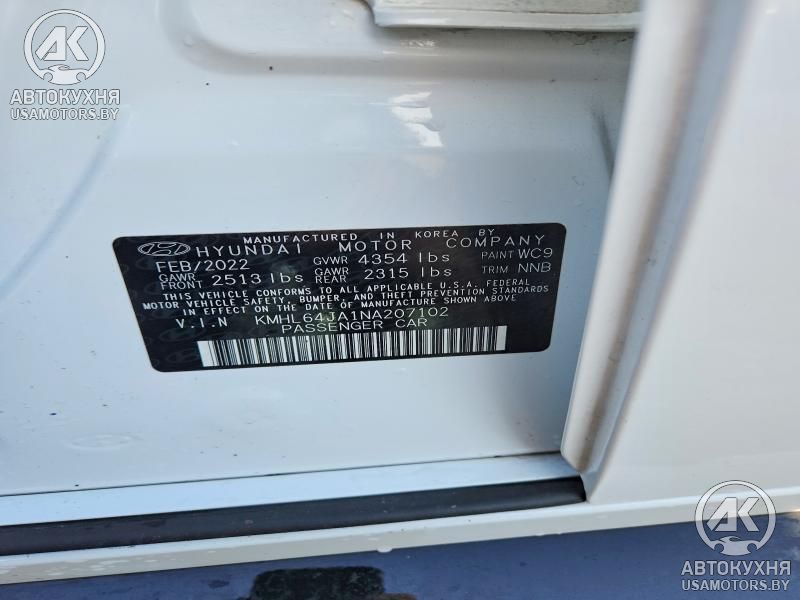 АК
АВТОКУХНЯ
USAMOTORS.BY
MANUFACTURED IN KOREA BY
HYUNDAI MOTOR COMPANY
FEB/2022 GVWR 4354 lbs PAINT WC9
GAWR FRONT 2513 lbs GAWR REAR 2315 lbs TRIM NNB
THIS VEHICLE CONFORMS TO ALL APPLICABLE U.S.A. FEDERAL
MOTOR VEHICLE SAFETY, BUMPER, AND THEFT PREVENTION STANDARDS
IN EFFECT ON THE DATE OF MANUFACTURE SHOWN ABOVE
V.I.N KMHL64JA1NA207102
PASSENGER CAR
АК
АВТОКУХНЯ
USAMOTORS.BY